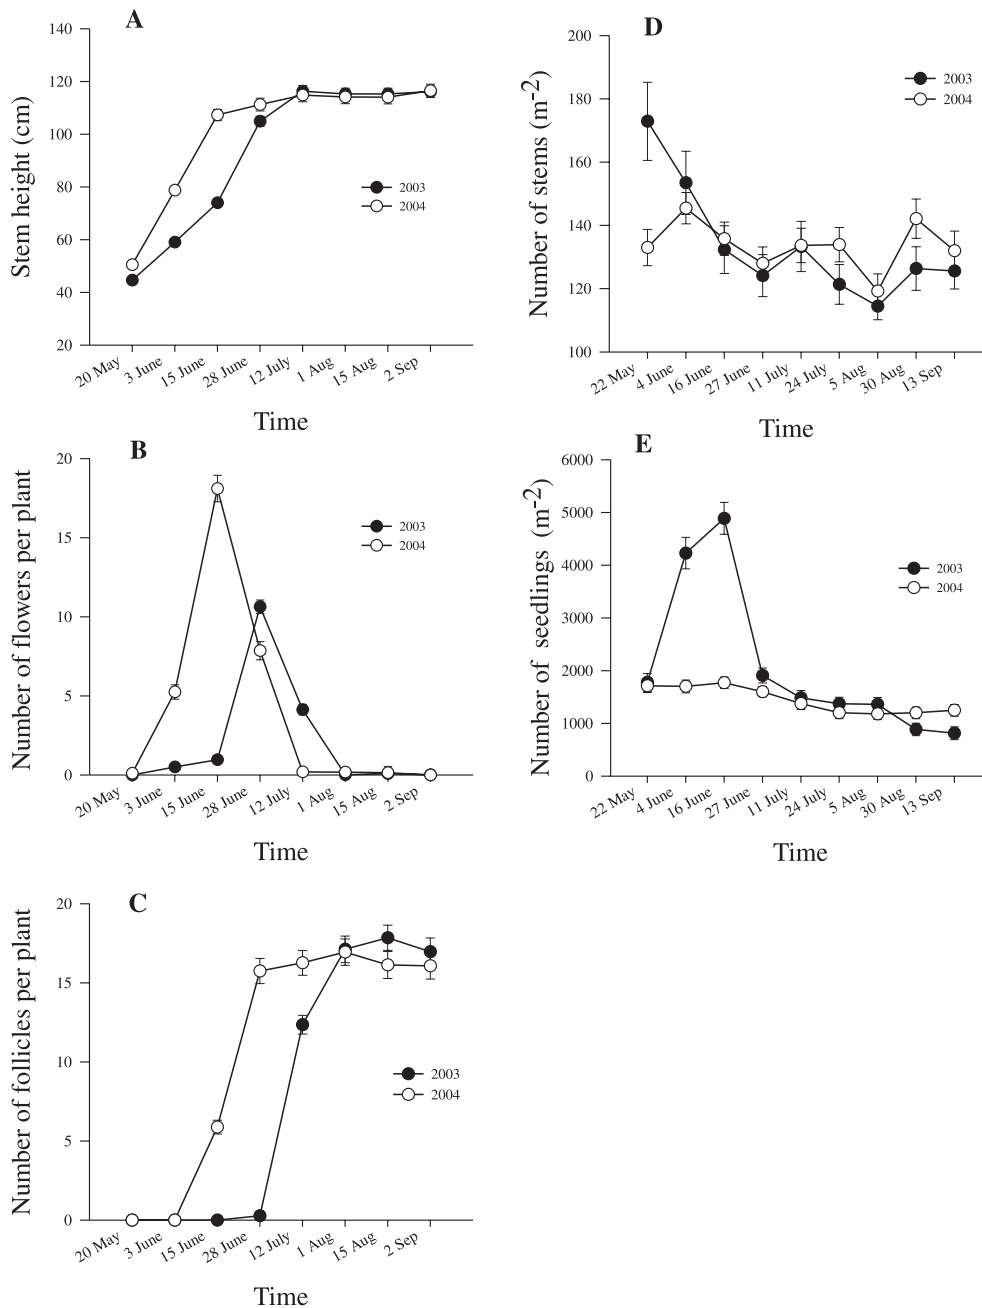 A
Stem height (cm)
140
120
100
80
60
40
20
2003
2004
20 May
3 June
15 June
28 June
12 July
1 Aug
15 Aug
2 Sep
Time
B
Number of flowers per plant
20
15
10
5
0
2003
2004
20 May
3 June
15 June
28 June
12 July
1 Aug
15 Aug
2 Sep
Time
C
Number of follicles per plant
20
15
10
5
0
2003
2004
20 May
3 June
15 June
28 June
12 July
1 Aug
15 Aug
2 Sep
Time
D
Number of stems (m-2)
200
180
160
140
120
100
2003
2004
22 May
4 June
16 June
27 June
11 July
24 July
5 Aug
30 Aug
13 Sep
Time
E
Number of seedlings (m-2)
6000
5000
4000
3000
2000
1000
0
2003
2004
22 May
4 June
16 June
27 June
11 July
24 July
5 Aug
30 Aug
13 Sep
Time